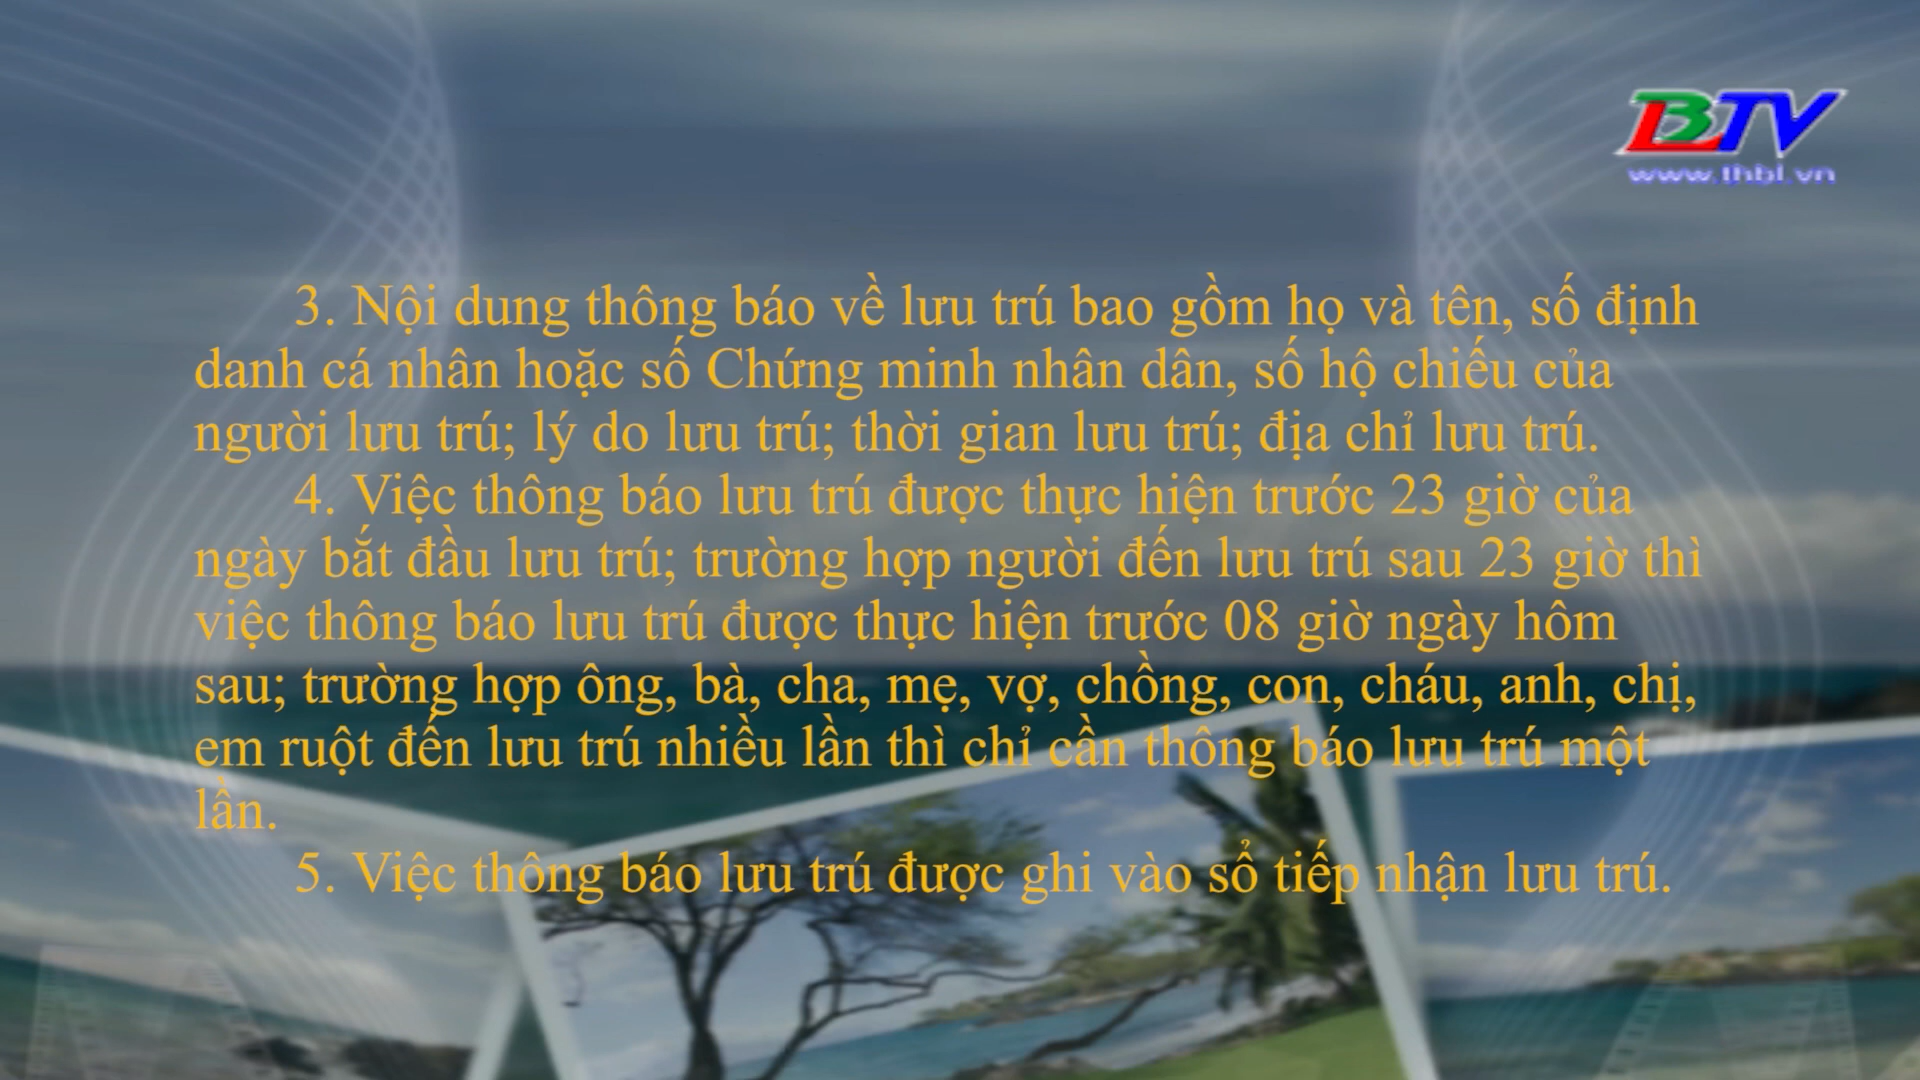 BTV
www.thbl.vn
3. Nội dung thông báo về lưu trú bao gồm họ và tên, số định
danh cá nhân hoặc số Chứng minh nhân dân, số hộ chiếu của
người lưu trú; lý do lưu trú; thời gian lưu trú; địa chỉ lưu trú.
4. Việc thông báo lưu trú được thực hiện trước 23 giờ của
ngày bắt đầu lưu trú; trường hợp người đến lưu trú sau 23 giờ thì
việc thông báo lưu trú được thực hiện trước 08 giờ ngày hôm
sau; trường hợp ông, bà, cha, mẹ, vợ, chồng, con, cháu, anh, chị,
em ruột đến lưu trú nhiều lần thì chỉ cần thông báo lưu trú một
lần.
5. Việc thông báo lưu trú được ghi vào sổ tiếp nhận lưu trú.